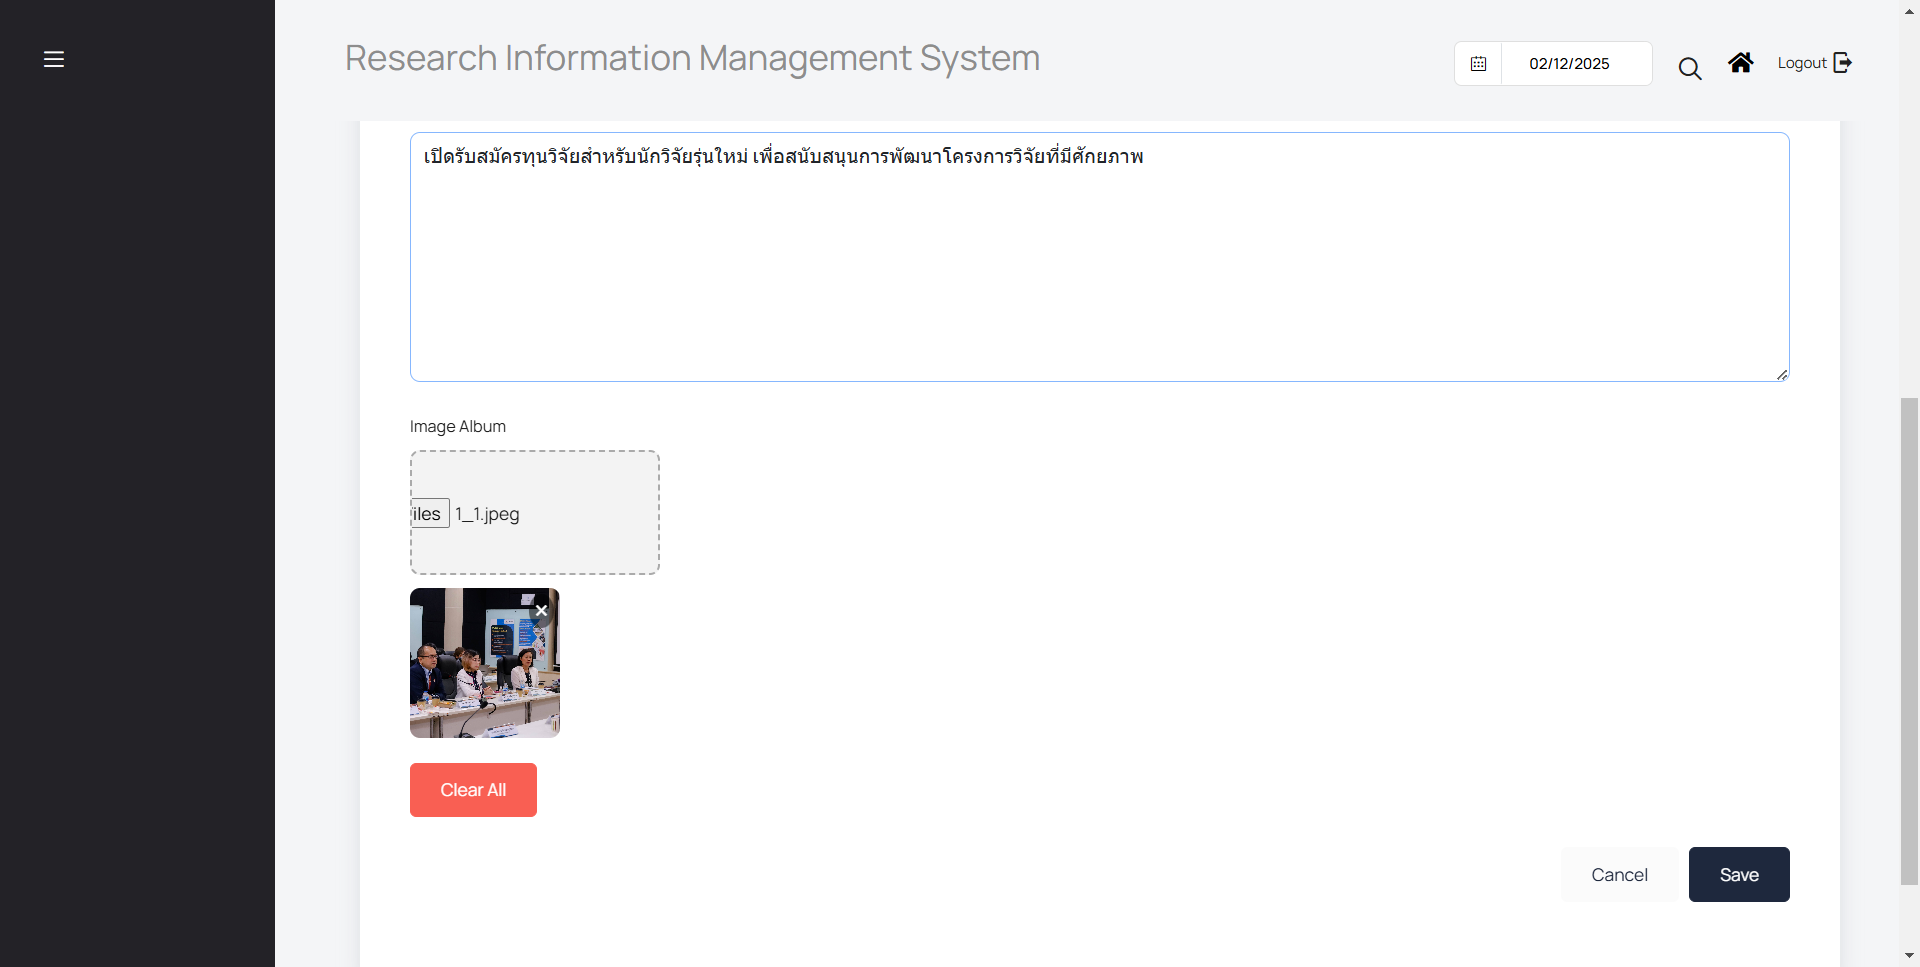 Research Information Management System
02/12/2025
Logout
เปิดรับสมัครทุนวิจัยสำหรับนักวิจัยรุ่นใหม่ เพื่อสนับสนุนการพัฒนาโครงการวิจัยที่มีศักยภาพ
Image Album
iles 1_1.jpeg
Clear All
Cancel
Save